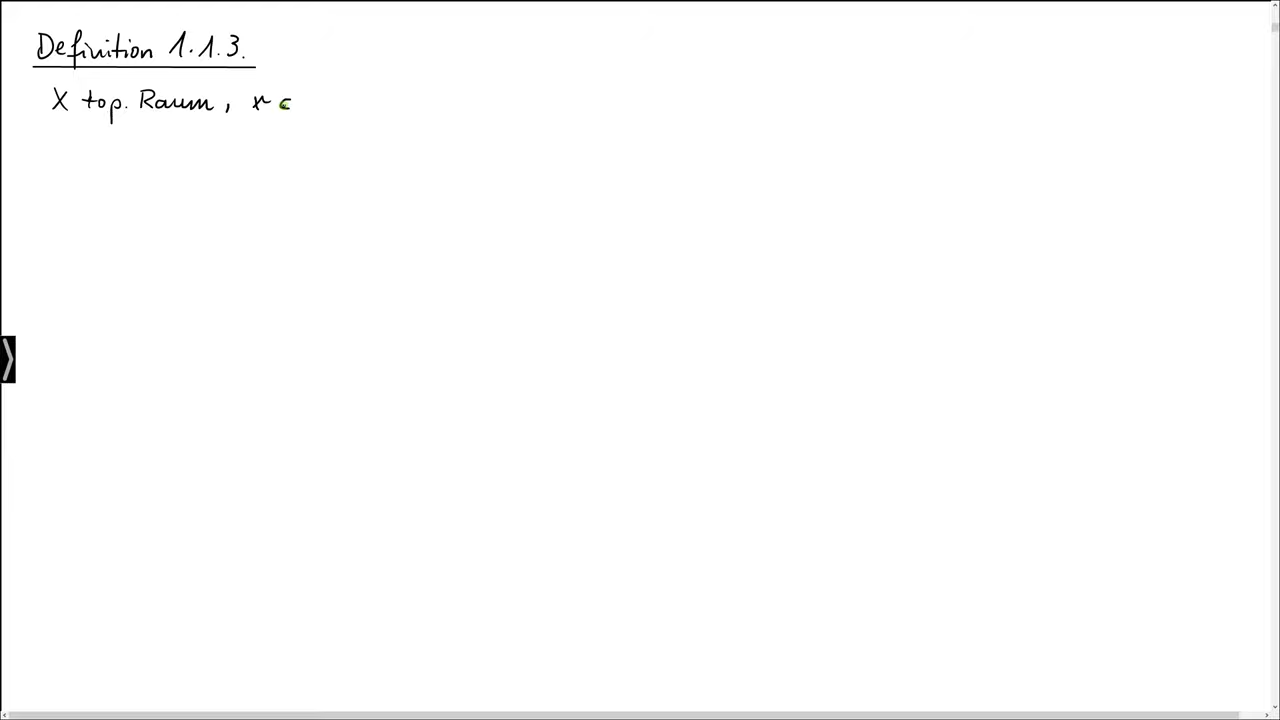 Definition 1.1.3.
X top. Raum, x